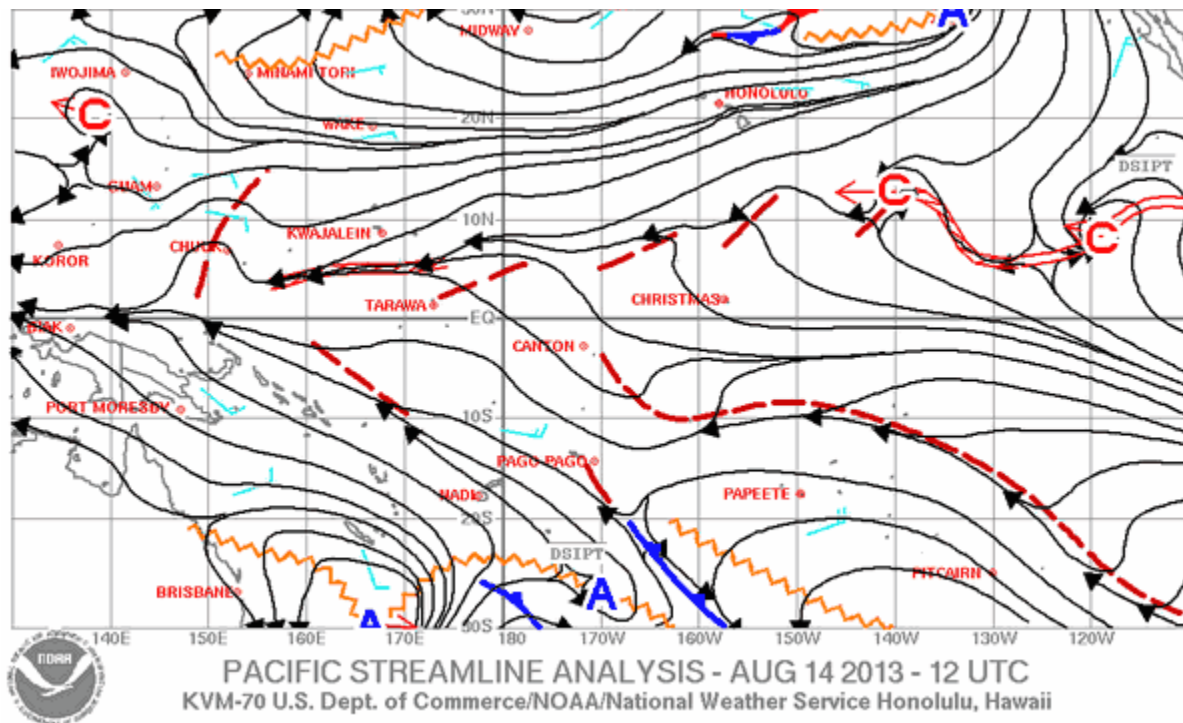 30N
A
MIDWAY
IWOJIMA
MINAMI TORI
HONOLULU
C
20N
WAKE
DSIPT
GUAM
C
10N
KWAJALEIN
CHUUK
C
KOROR
TARAWA
CHRISTMAS
EQ
BIAK
CANTON
PORT MORESBY
10S
PAGO-PAGO
NADI
PAPEETE
20S
DSIPT
PITCAIRN
BRISBANE
A
A
30S
140E 150E 160E 170E 180 170W 160W 150W 140W 130W 120W
NOAA
PACIFIC STREAMLINE ANALYSIS - AUG 14 2013 - 12 UTC
KVM-70 U.S. Dept. of Commerce/NOAA/National Weather Service Honolulu, Hawaii